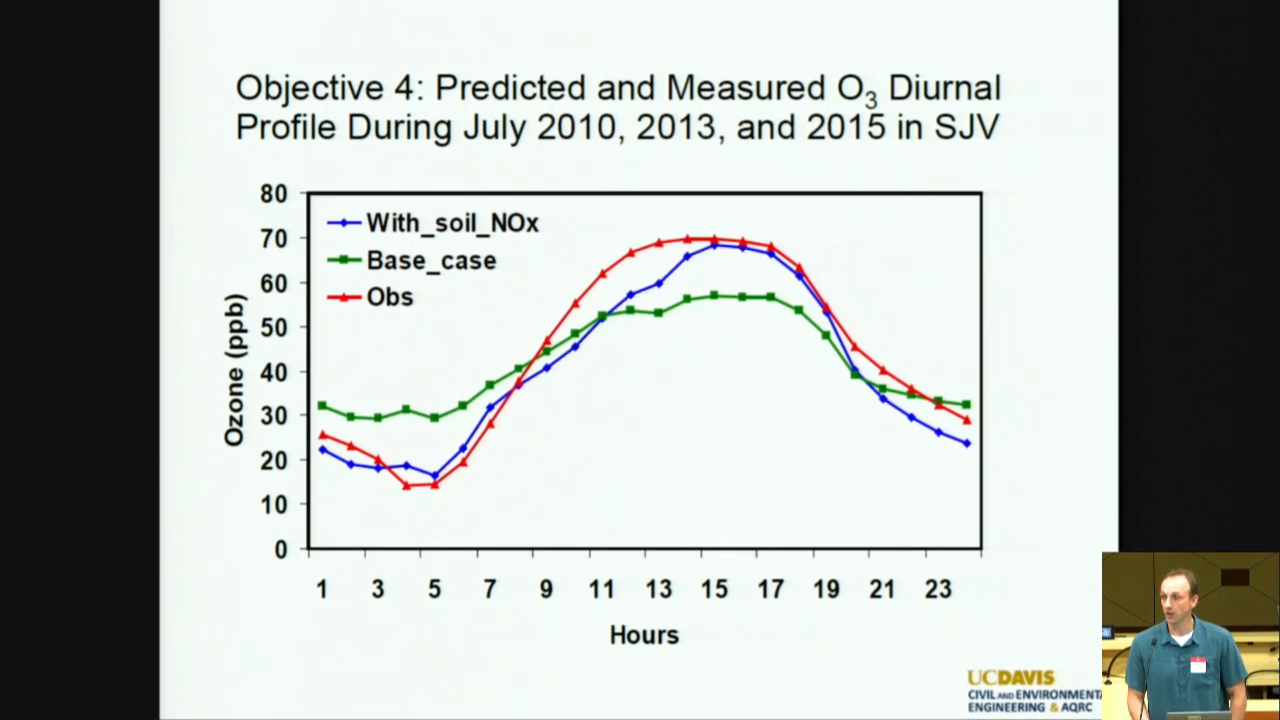 Objective 4: Predicted and Measured O3 Diurnal
Profile During July 2010, 2013, and 2015 in SJV
80
70
60
50
40
30
20
10
0
Ozone (ppb)
With_soil_NOx
Base_case
Obs
1 3 5 7 9 11 13 15 17 19 21 23
Hours
UCDAVIS
CIVIL AND ENVIRONMENTA
ENGINEERING & AQRC